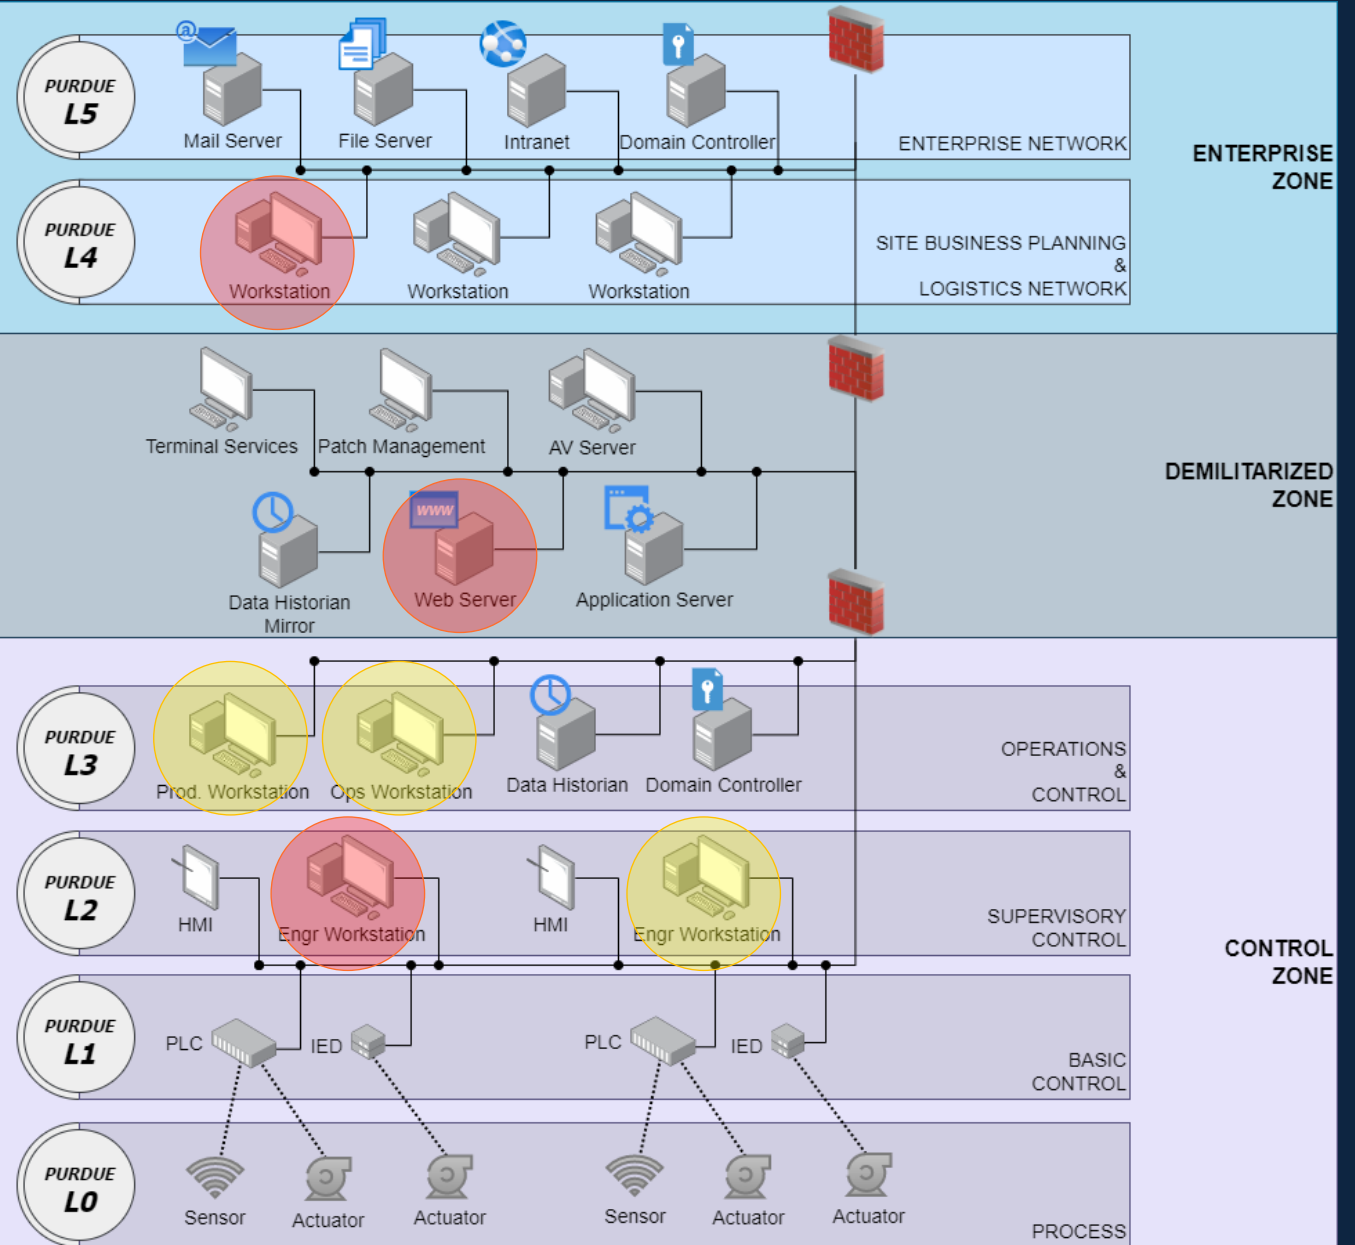 PURDUE
L5
@
Mail Server
File Server
Intranet
Domain Controller
ENTERPRISE NETWORK
ENTERPRISE
ZONE
PURDUE
L4
Workstation
Workstation
Workstation
SITE BUSINESS PLANNING
&
LOGISTICS NETWORK
Terminal Services
Patch Management
AV Server
DEMILITARIZED
ZONE
www
Data Historian
Mirror
Web Server
Application Server
PURDUE
L3
Prod. Workstation
Ops Workstation
Data Historian
Domain Controller
OPERATIONS
&
CONTROL
PURDUE
L2
HMI
Engr Workstation
HMI
Engr Workstation
SUPERVISORY
CONTROL
CONTROL
ZONE
PURDUE
L1
PLC
IED
PLC
IED
BASIC
CONTROL
PURDUE
L0
Sensor
Actuator
Actuator
Sensor
Actuator
Actuator
PROCESS